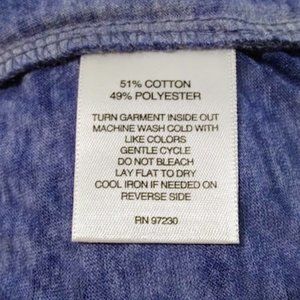 51% COTTON
49% POLYESTER
TURN GARMENT INSIDE OUT
MACHINE WASH COLD WITH
LIKE COLORS
GENTLE CYCLE
DO NOT BLEACH
LAY FLAT TO DRY
COOL IRON IF NEEDED ON
REVERSE SIDE
RN 97230